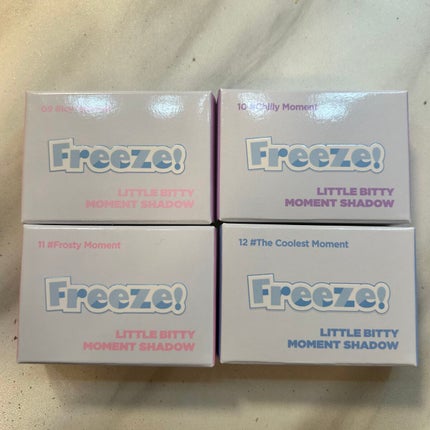 09
Freeze!
LITTLE BITTY
MOMENT SHADOW
10 #Chilly Moment
Freeze!
LITTLE BITTY
MOMENT SHADOW
11 #Frosty Moment
Freeze!
LITTLE BITTY
MOMENT SHADOW
12 #The Coolest Moment
Freeze!
LITTLE BITTY
MOMENT SHADOW